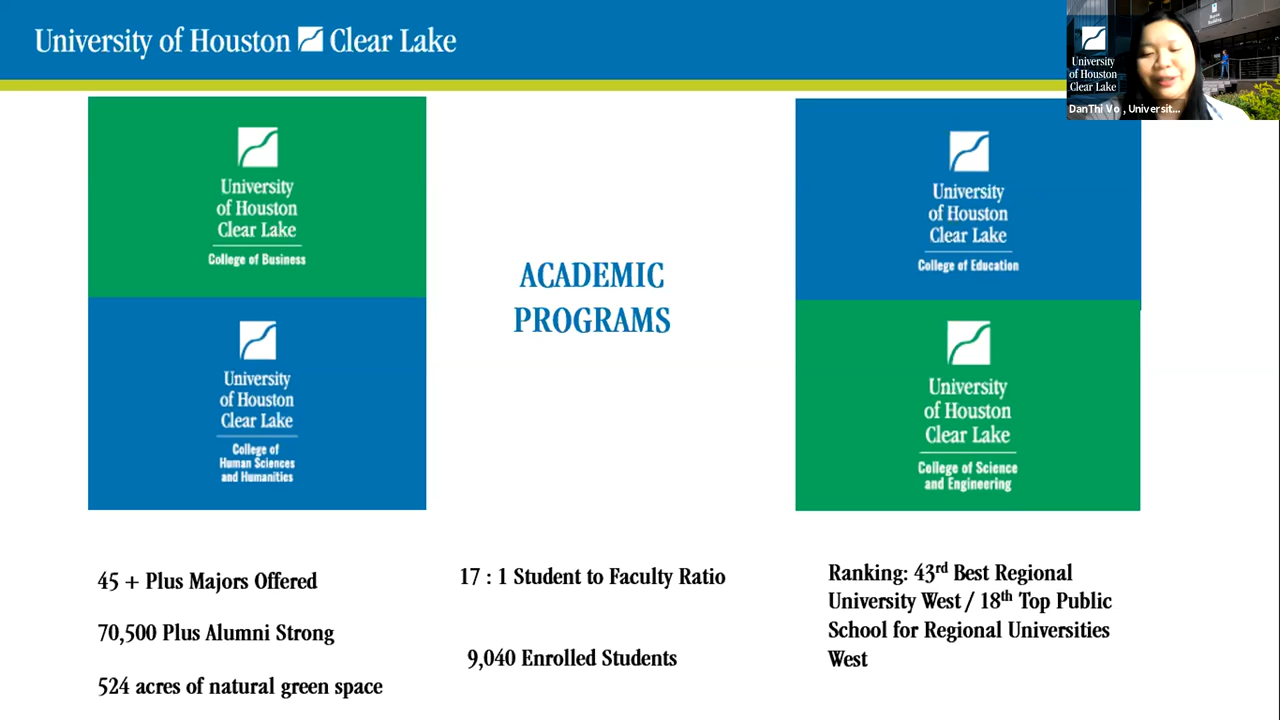 University of Houston Clear Lake
University
of Houston
Clear Lake
DanThi Vo , Universit...
University
of Houston
Clear Lake
College of Business
University
of Houston
Clear Lake
College of
Human Sciences
and Humanities
ACADEMIC
PROGRAMS
University
of Houston
Clear Lake
College of Education
University
of Houston
Clear Lake
College of Science
and Engineering
45 + Plus Majors Offered
70,500 Plus Alumni Strong
524 acres of natural green space
17 : 1 Student to Faculty Ratio
9,040 Enrolled Students
Ranking: 43rd Best Regional
University West / 18th Top Public
School for Regional Universities
West